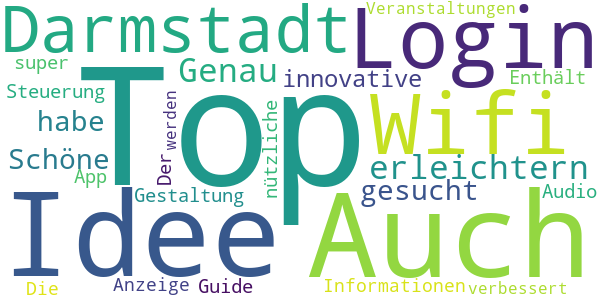 Darmstadt
Veranstaltungen
Login
super
Genau
innovative
Enthält
Steuerung
Top
Wifi
habe
werden
nützliche
Schöne
Der
erleichtern
App
gesucht
Audio
Gestaltung
Idee
Auch
Die
Anzeige
Guide
Informationen
verbessert